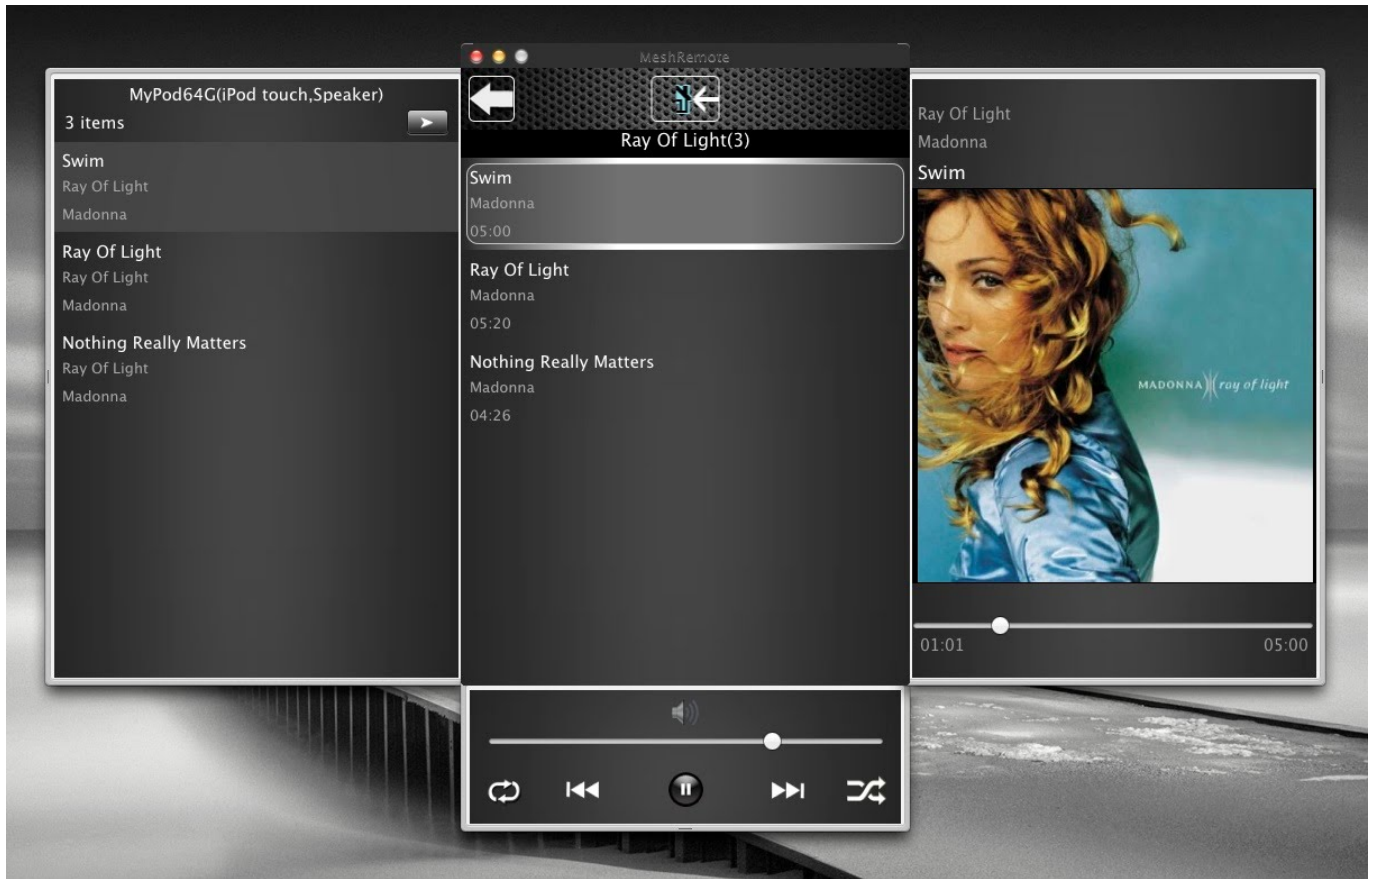 MyPod64G(iPod touch,Speaker)
3 items
Swim
Ray Of Light
Madonna
Ray Of Light
Ray Of Light
Madonna
Nothing Really Matters
Ray Of Light
Madonna
MeshRemote
Ray Of Light(3)
Swim
Madonna
05:00
Ray Of Light
Madonna
05:20
Nothing Really Matters
Madonna
04:26
Ray Of Light
Madonna
Swim
MADONNA ray of light
01:01
05:00